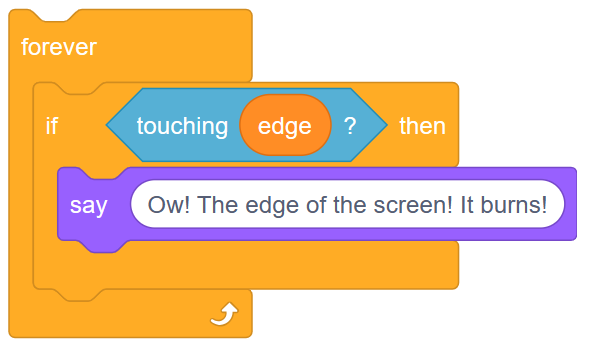 forever
if touching edge ? then
say Ow! The edge of the screen! It burns!